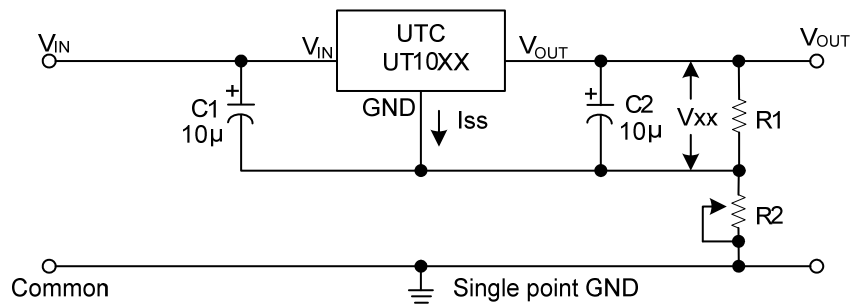 VIN
VIN
UTC
UT10XX
VOUT
VOUT
+
C1
10µ
GND
Iss
+
C2
10µ
Vxx
R1
R2
Common
Single point GND